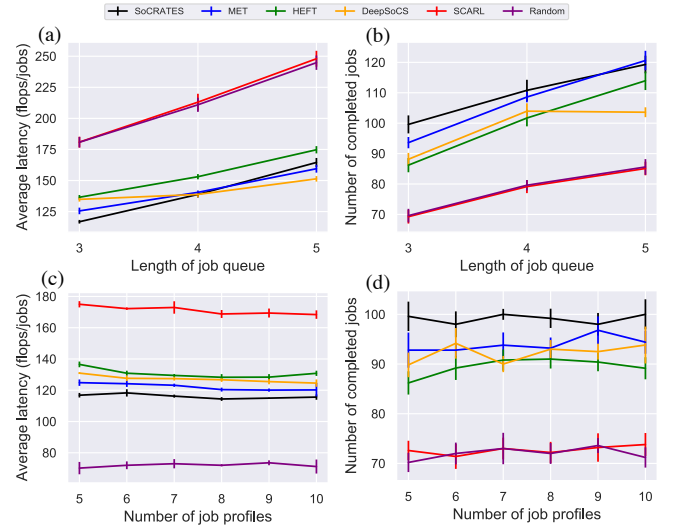 SoCRATES MET HEFT DeepSoCS SCARL Random
(a)
Average latency (flops/jobs)
250
225
200
175
150
125
3 4 5
Length of job queue
(b)
Number of completed jobs
120
110
100
90
80
70
3 4 5
Length of job queue
(c)
Average latency (flops/jobs)
180
160
140
120
100
80
5 6 7 8 9 10
Number of job profiles
(d)
Number of completed jobs
100
90
80
70
5 6 7 8 9 10
Number of job profiles